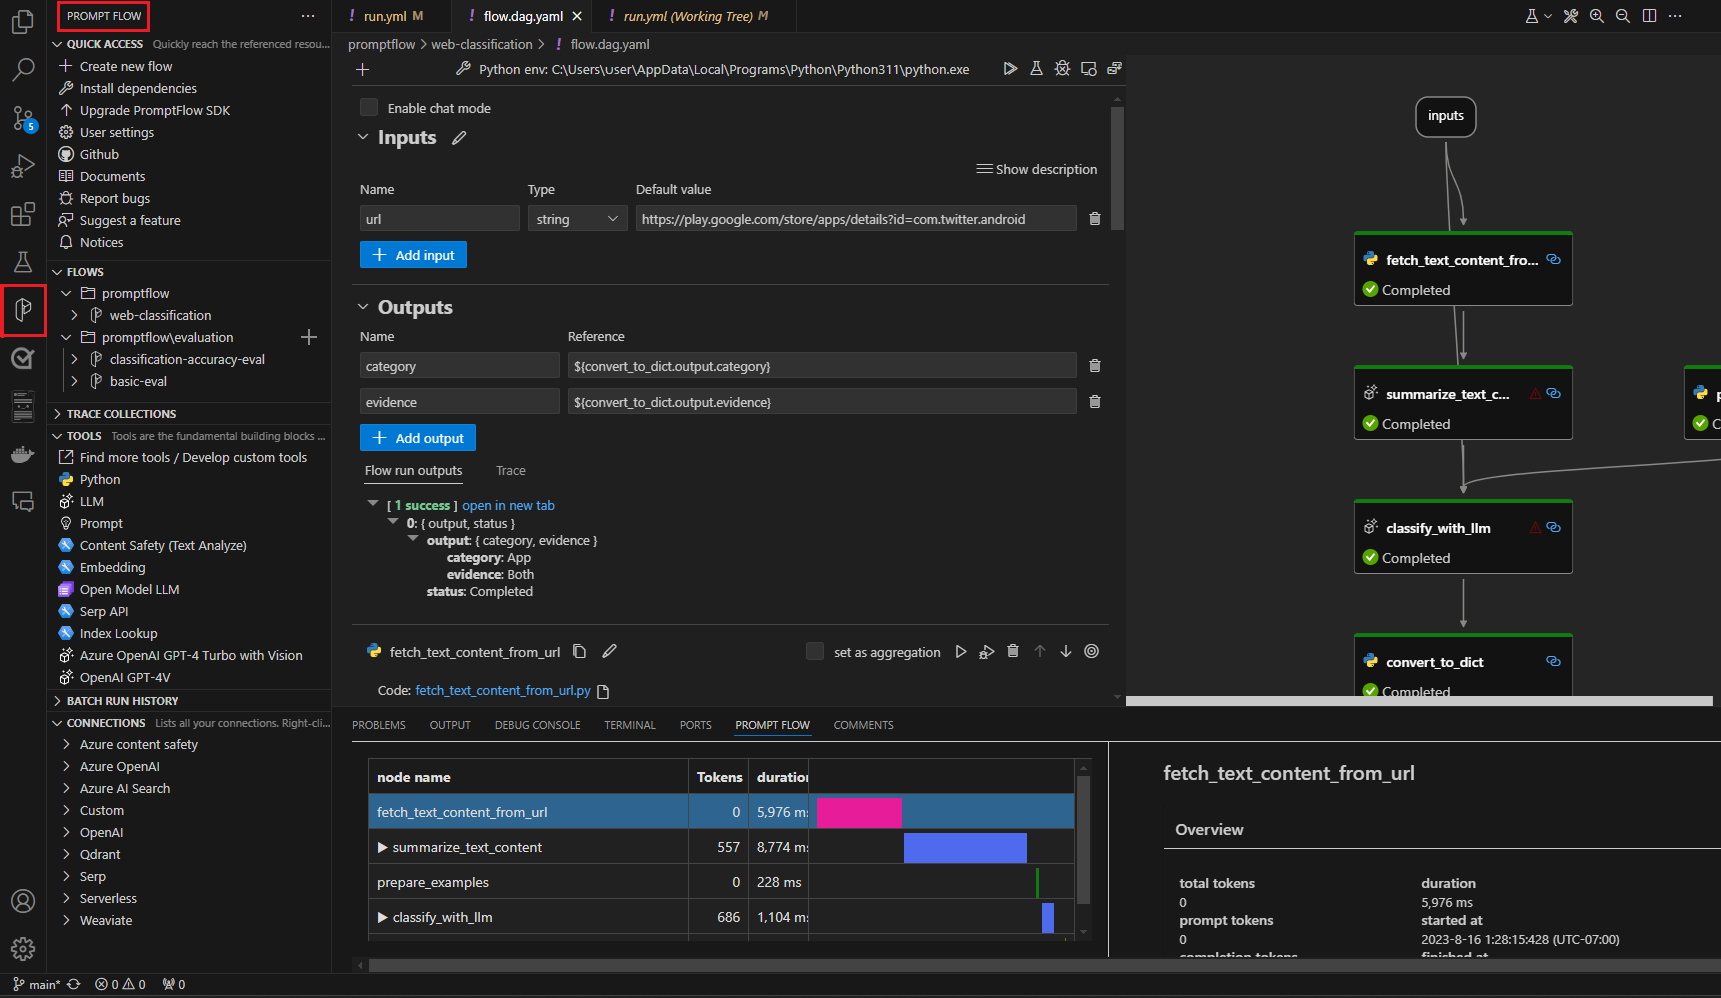 PROMPT FLOW
QUICK ACCESS Quickly reach the referenced resou...
Create new flow
Install dependencies
Upgrade PromptFlow SDK
User settings
Github
Documents
Report bugs
Suggest a feature
Notices
FLOWS
promptflow
web-classification
promptflow\evaluation
classification-accuracy-eval
basic-eval
TRACE COLLECTIONS
TOOLS Tools are the fundamental building blocks ...
Find more tools / Develop custom tools
Python
LLM
Prompt
Content Safety (Text Analyze)
Embedding
Open Model LLM
Serp API
Index Lookup
Azure OpenAI GPT-4 Turbo with Vision
OpenAI GPT-4V
BATCH RUN HISTORY
CONNECTIONS Lists all your connections. Right-cli...
Azure content safety
Azure OpenAI
Azure AI Search
Custom
OpenAI
Qdrant
Serp
Serverless
Weaviate
5
run.yml M
flow.dag.yaml
run.yml (Working Tree) M
promptflow > web-classification > ! flow.dag.yaml
Python env: C:\Users\User\AppData\Local\Programs\Python\Python311\python.exe
Enable chat mode
Inputs
Show description
Name Type Default value
url string https://play.google.com/store/apps/details?id=com.twitter.android
Add input
Outputs
Name Reference
category ${convert_to_dict.output.category}
evidence ${convert_to_dict.output.evidence}
Add output
Flow run outputs Trace
[ 1 success ] open in new tab
0: { output, status }
output: { category, evidence }
category: App
evidence: Both
status: Completed
fetch_text_content_from_url
set as aggregation
Code: fetch_text_content_from_url.py
inputs
fetch_text_content_fro...
Completed
summarize_text_c...
Completed
p
C
classify_with_llm
Completed
convert_to_dict
Completed
PROBLEMS OUTPUT DEBUG CONSOLE TERMINAL PORTS PROMPT FLOW COMMENTS
node name Tokens duration
fetch_text_content_from_url 0 5,976 ms
summarize_text_content 557 8,774 ms
prepare_examples 0 228 ms
classify_with_llm 686 1,104 ms
fetch_text_content_from_url
Overview
total tokens duration
0 5,976 ms
prompt tokens started at
0 2023-8-16 1:28:15:428 (UTC-07:00)
completion tokens finished at
main* 0 0 0